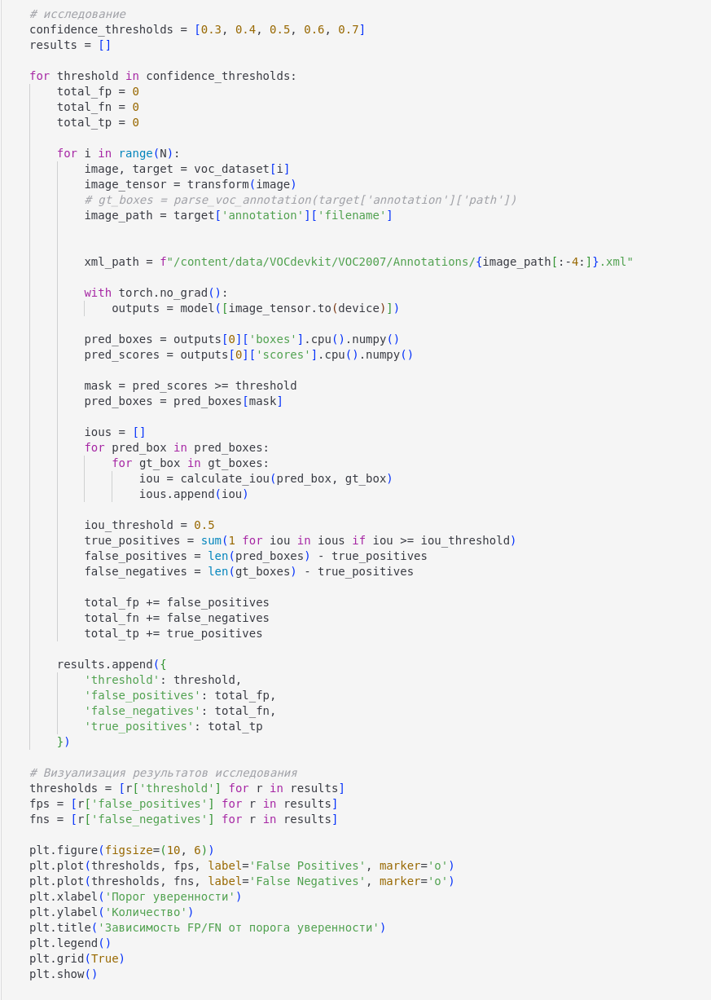 # исследование
confidence_thresholds = [0.3, 0.4, 0.5, 0.6, 0.7]
results = []

for threshold in confidence_thresholds:
    total_fp = 0
    total_fn = 0
    total_tp = 0

    for i in range(N):
        image, target = voc_dataset[i]
        image_tensor = transform(image)
        # gt_boxes = parse_voc_annotation(target['annotation']['path'])
        image_path = target['annotation']['filename']


        xml_path = f"/content/data/VOCdevkit/VOC2007/Annotations/{image_path[:-4:]}.xml"

        with torch.no_grad():
            outputs = model([image_tensor.to(device)])

        pred_boxes = outputs[0]['boxes'].cpu().numpy()
        pred_scores = outputs[0]['scores'].cpu().numpy()

        mask = pred_scores >= threshold
        pred_boxes = pred_boxes[mask]

        ious = []
        for pred_box in pred_boxes:
            for gt_box in gt_boxes:
                iou = calculate_iou(pred_box, gt_box)
                ious.append(iou)

        iou_threshold = 0.5
        true_positives = sum(1 for iou in ious if iou >= iou_threshold)
        false_positives = len(pred_boxes) - true_positives
        false_negatives = len(gt_boxes) - true_positives

        total_fp += false_positives
        total_fn += false_negatives
        total_tp += true_positives

    results.append({
        'threshold': threshold,
        'false_positives': total_fp,
        'false_negatives': total_fn,
        'true_positives': total_tp
    })

# Визуализация результатов исследования
thresholds = [r['threshold'] for r in results]
fps = [r['false_positives'] for r in results]
fns = [r['false_negatives'] for r in results]

plt.figure(figsize=(10, 6))
plt.plot(thresholds, fps, label='False Positives', marker='o')
plt.plot(thresholds, fns, label='False Negatives', marker='o')
plt.xlabel('Порог уверенности')
plt.ylabel('Количество')
plt.title('Зависимость FP/FN от порога уверенности')
plt.legend()
plt.grid(True)
plt.show()